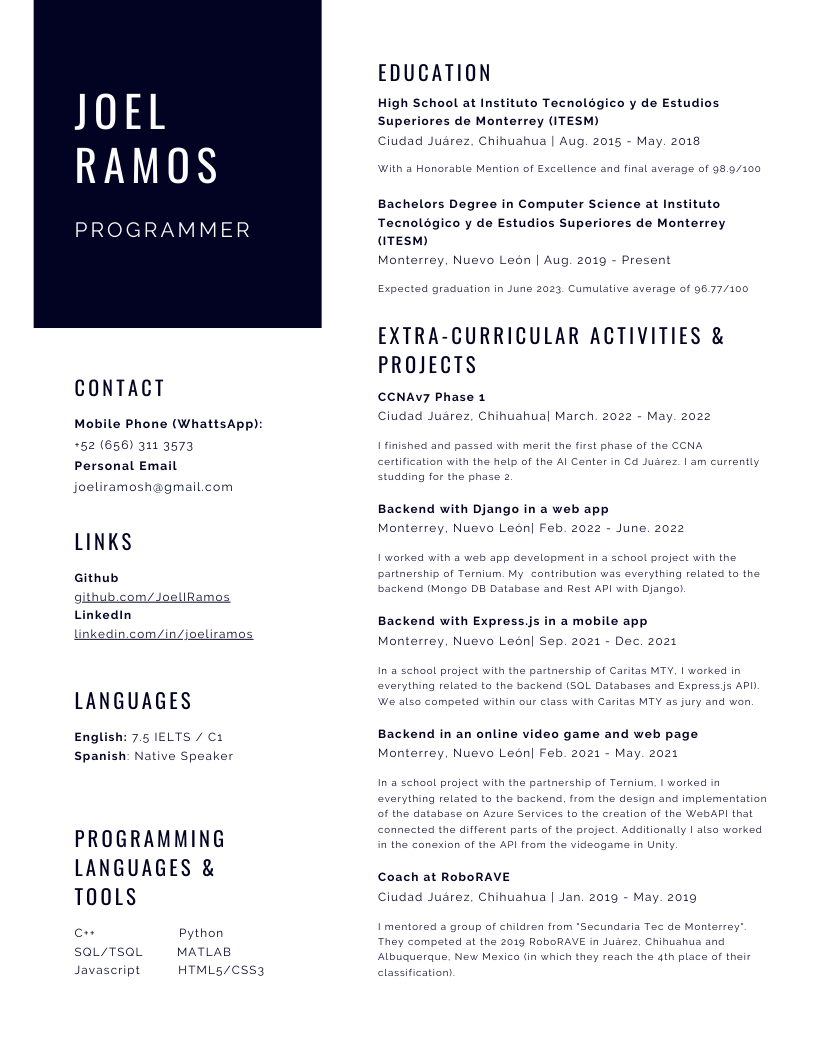 JOEL
RAMOS
PROGRAMMER
CONTACT
Mobile Phone (WhattsApp):
+52 (656) 311 3573
Personal Email
joeliramosh@gmail.com
LINKS
Github
github.com/JoelIRamos
LinkedIn
linkedin.com/in/joeliramos
LANGUAGES
English: 7.5 IELTS / C1
Spanish: Native Speaker
PROGRAMMING
LANGUAGES &
TOOLS
C++ Python
SQL/TSQL MATLAB
Javascript HTML5/CSS3
EDUCATION
High School at Instituto Tecnológico y de Estudios
Superiores de Monterrey (ITESM)
Ciudad Juárez, Chihuahua | Aug. 2015 - May. 2018
With a Honorable Mention of Excellence and final average of 98.9/100
Bachelors Degree in Computer Science at Instituto
Tecnológico y de Estudios Superiores de Monterrey
(ITESM)
Monterrey, Nuevo León | Aug. 2019 - Present
Expected graduation in June 2023. Cumulative average of 96.77/100
EXTRA-CURRICULAR ACTIVITIES &
PROJECTS
CCNAv7 Phase 1
Ciudad Juárez, Chihuahua| March. 2022 - May. 2022
I finished and passed with merit the first phase of the CCNA
certification with the help of the AI Center in Cd Juárez. I am currently
studding for the phase 2.
Backend with Django in a web app
Monterrey, Nuevo León| Feb. 2022 - June. 2022
I worked with a web app development in a school project with the
partnership of Ternium. My  contribution was everything related to the
backend (Mongo DB Database and Rest API with Django).
Backend with Express.js in a mobile app
Monterrey, Nuevo León| Sep. 2021 - Dec. 2021
In a school project with the partnership of Caritas MTY, I worked in
everything related to the backend (SQL Databases and Express.js API).
We also competed within our class with Caritas MTY as jury and won.
Backend in an online video game and web page
Monterrey, Nuevo León| Feb. 2021 - May. 2021
In a school project with the partnership of Ternium, I worked in
everything related to the backend, from the design and implementation
of the database on Azure Services to the creation of the WebAPI that
connected the different parts of the project. Additionally I also worked
in the conexion of the API from the videogame in Unity.
Coach at RoboRAVE
Ciudad Juárez, Chihuahua | Jan. 2019 - May. 2019
I mentored a group of children from "Secundaria Tec de Monterrey".
They competed at the 2019 RoboRAVE in Juárez, Chihuahua and
Albuquerque, New Mexico (in which they reach the 4th place of their
classification).